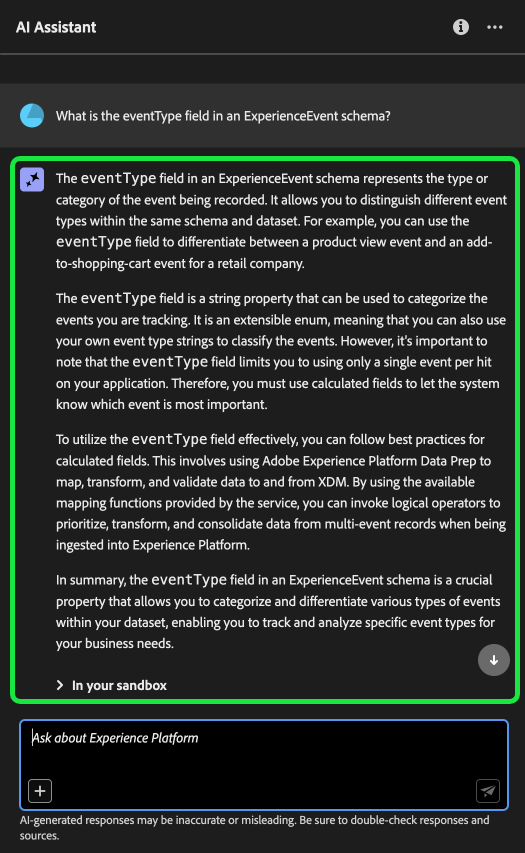 AI Assistant
What is the eventType field in an ExperienceEvent schema?
The eventType field in an ExperienceEvent schema represents the type or
category of the event being recorded. It allows you to distinguish different event
types within the same schema and dataset. For example, you can use the
eventType field to differentiate between a product view event and an add-
to-shopping-cart event for a retail company.
The eventType field is a string property that can be used to categorize the
events you are tracking. It is an extensible enum, meaning that you can also use
your own event type strings to classify the events. However, it's important to
note that the eventType field limits you to using only a single event per hit
on your application. Therefore, you must use calculated fields to let the system
know which event is most important.
To utilize the eventType field effectively, you can follow best practices for
calculated fields. This involves using Adobe Experience Platform Data Prep to
map, transform, and validate data to and from XDM. By using the available
mapping functions provided by the service, you can invoke logical operators to
prioritize, transform, and consolidate data from multi-event records when being
ingested into Experience Platform.
In summary, the eventType field in an ExperienceEvent schema is a crucial
property that allows you to categorize and differentiate various types of events
within your dataset, enabling you to track and analyze specific event types for
your business needs.
In your sandbox
Ask about Experience Platform
AI-generated responses may be inaccurate or misleading. Be sure to double-check responses and
sources.